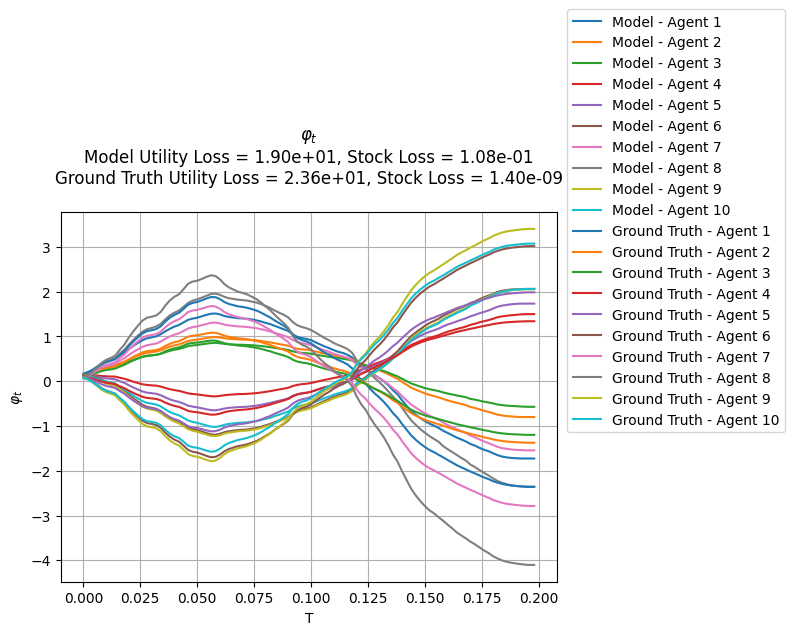 φt
Model Utility Loss = 1.90e+01, Stock Loss = 1.08e-01
Ground Truth Utility Loss = 2.36e+01, Stock Loss = 1.40e-09
φt
3
2
1
0
−1
−2
−3
−4
0.000 0.025 0.050 0.075 0.100 0.125 0.150 0.175 0.200
T
Model - Agent 1
Model - Agent 2
Model - Agent 3
Model - Agent 4
Model - Agent 5
Model - Agent 6
Model - Agent 7
Model - Agent 8
Model - Agent 9
Model - Agent 10
Ground Truth - Agent 1
Ground Truth - Agent 2
Ground Truth - Agent 3
Ground Truth - Agent 4
Ground Truth - Agent 5
Ground Truth - Agent 6
Ground Truth - Agent 7
Ground Truth - Agent 8
Ground Truth - Agent 9
Ground Truth - Agent 10